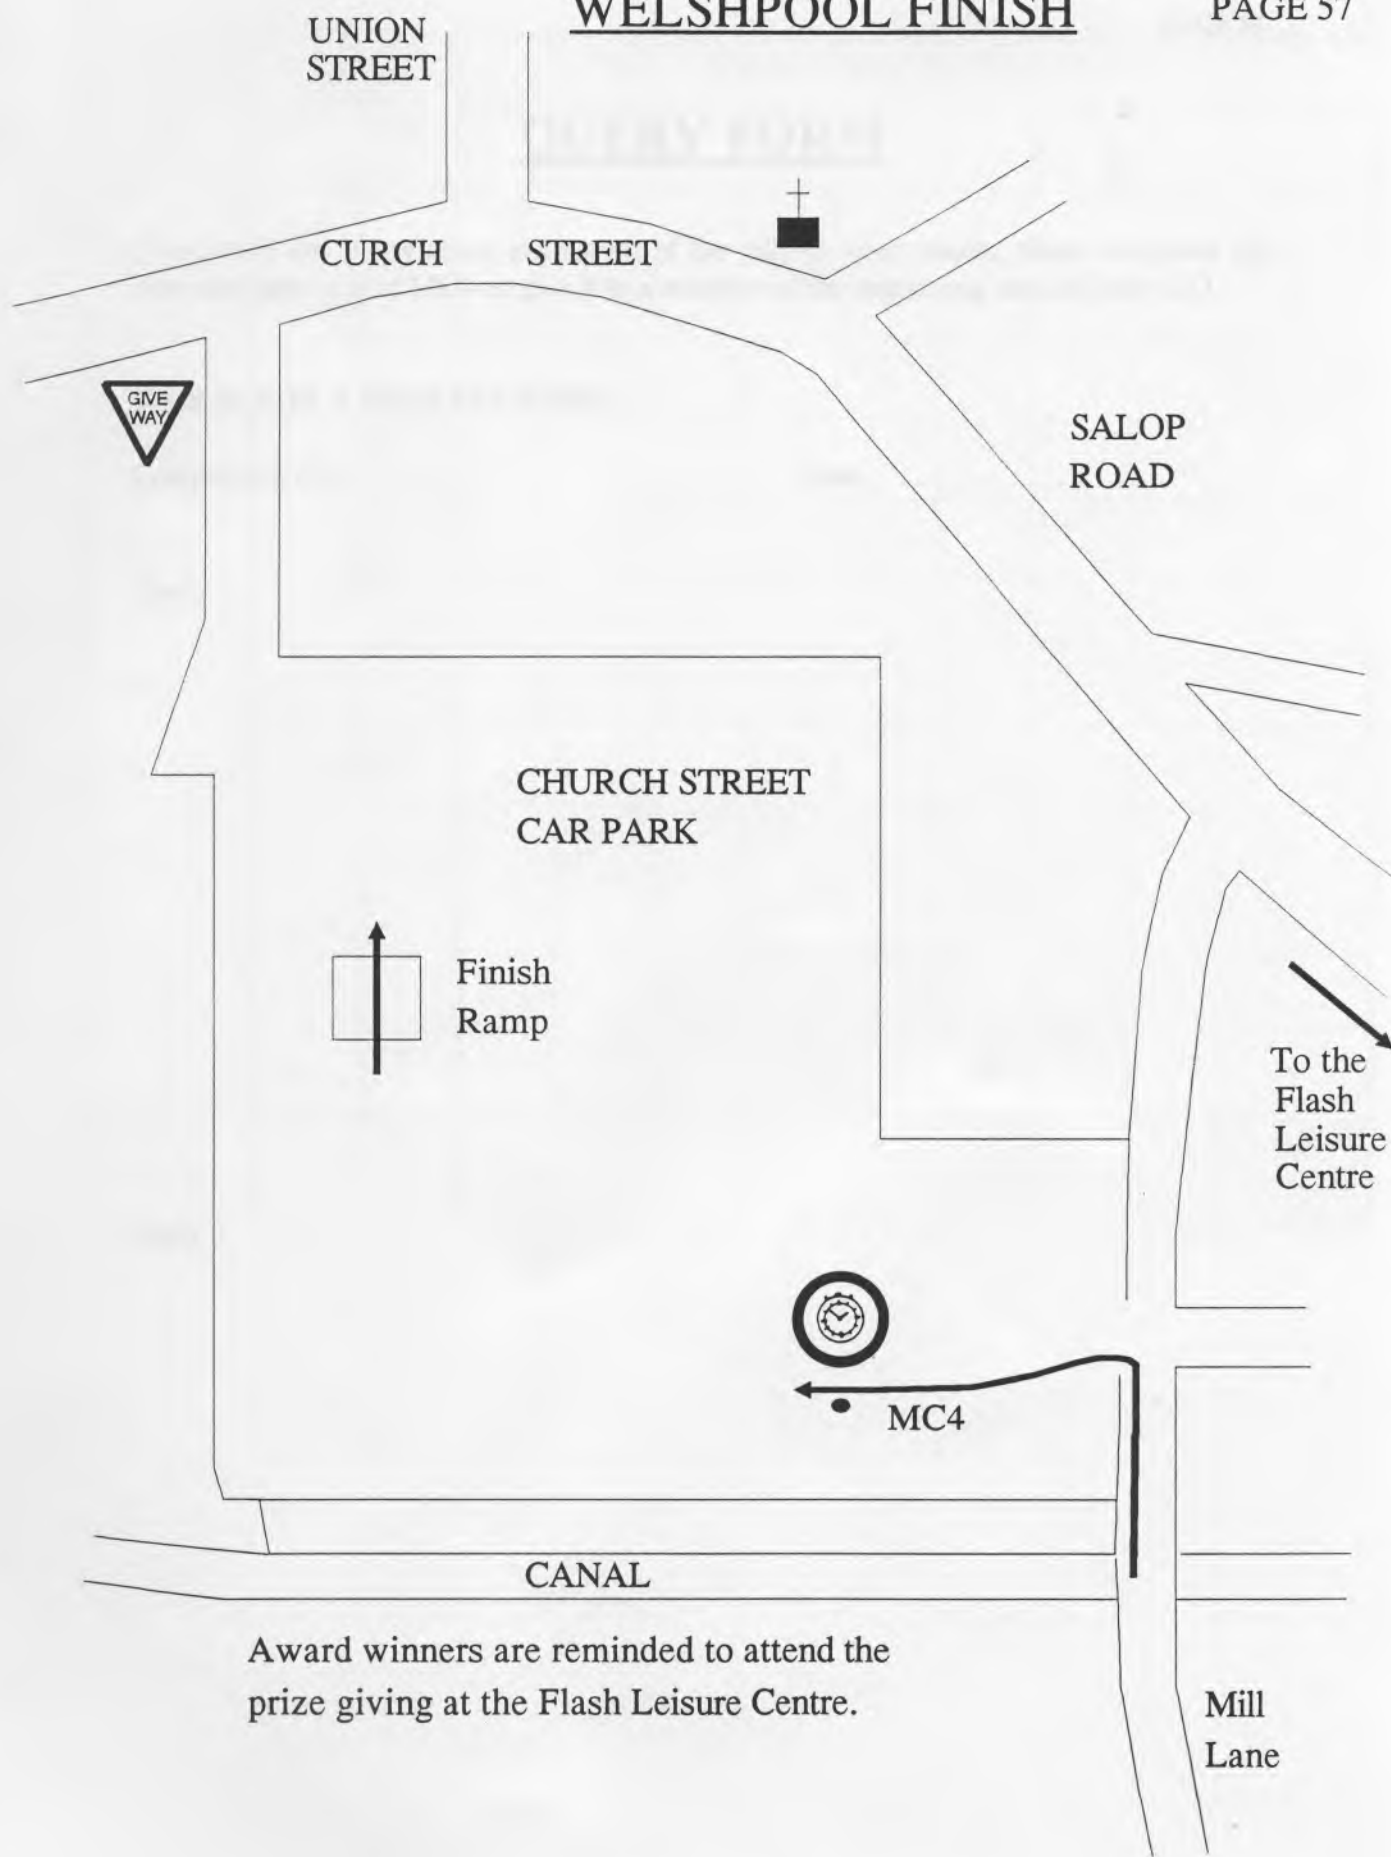 WELSHPOOL FINISH
PAGE 57
UNION
STREET
CURCH STREET
GIVE
WAY
SALOP
ROAD
CHURCH STREET
CAR PARK
Finish
Ramp
To the
Flash
Leisure
Centre
MC4
CANAL
Award winners are reminded to attend the
prize giving at the Flash Leisure Centre.
Mill
Lane